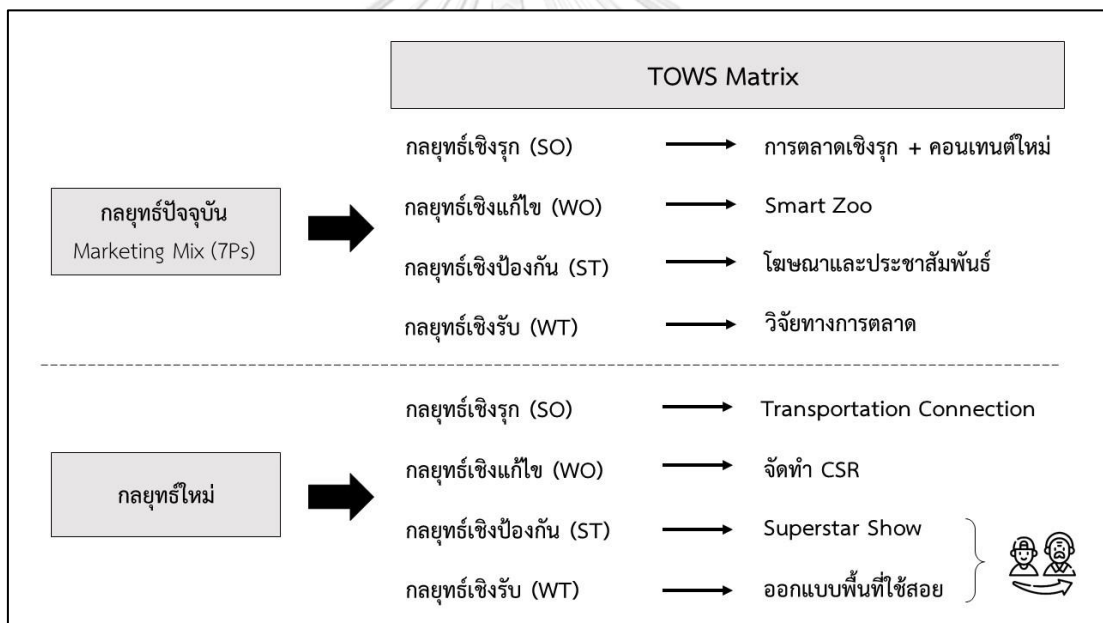 TOWS Matrix
กลยุทธ์ปัจจุบัน
Marketing Mix (7Ps)
กลยุทธ์เชิงรุก (SO) การตลาดเชิงรุก + คอนเทนต์ใหม่
กลยุทธ์เชิงแก้ไข (WO) Smart Zoo
กลยุทธ์เชิงป้องกัน (ST) โฆษณาและประชาสัมพันธ์
กลยุทธ์เชิงรับ (WT) วิจัยทางการตลาด
กลยุทธ์ใหม่
กลยุทธ์เชิงรุก (SO) Transportation Connection
กลยุทธ์เชิงแก้ไข (WO) จัดทำ CSR
กลยุทธ์เชิงป้องกัน (ST) Superstar Show
กลยุทธ์เชิงรับ (WT) ออกแบบพื้นที่ใช้สอย